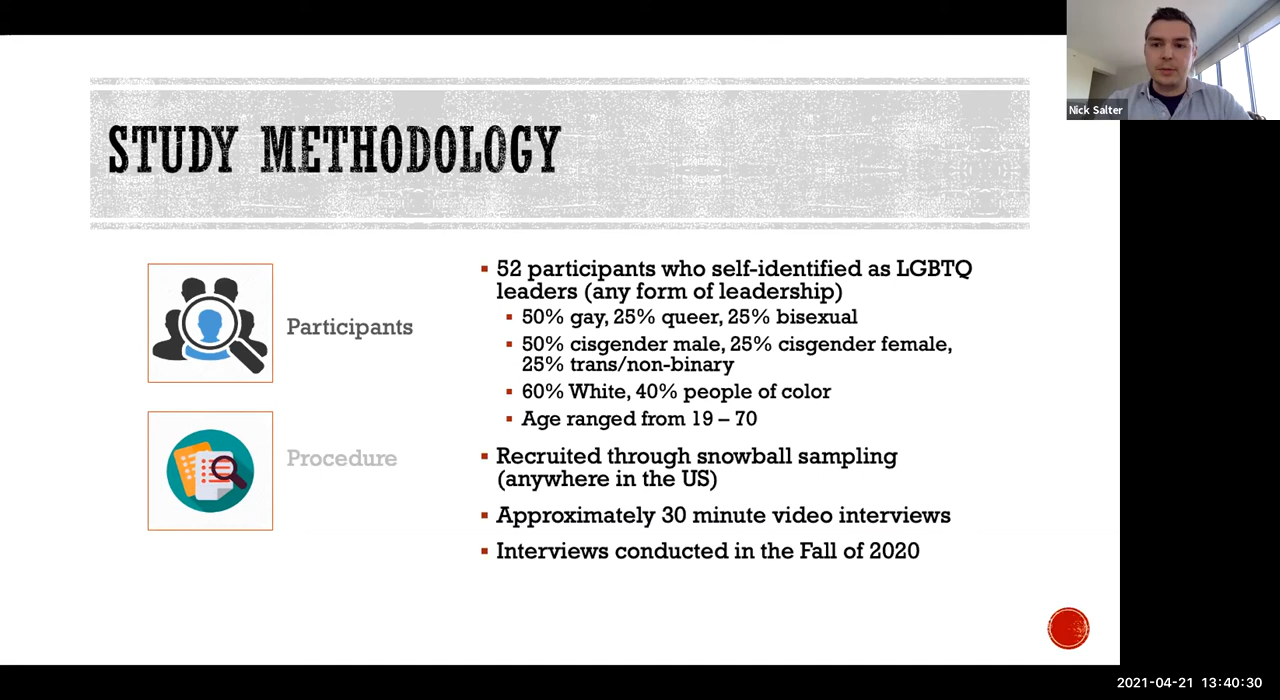 Nick Salter
STUDY METHODOLOGY
Participants
Procedure
▪ 52 participants who self-identified as LGBTQ
leaders (any form of leadership)
▪ 50% gay, 25% queer, 25% bisexual
▪ 50% cisgender male, 25% cisgender female,
25% trans/non-binary
▪ 60% White, 40% people of color
▪ Age ranged from 19 – 70
▪ Recruited through snowball sampling
(anywhere in the US)
▪ Approximately 30 minute video interviews
▪ Interviews conducted in the Fall of 2020
2021-04-21 13:40:30